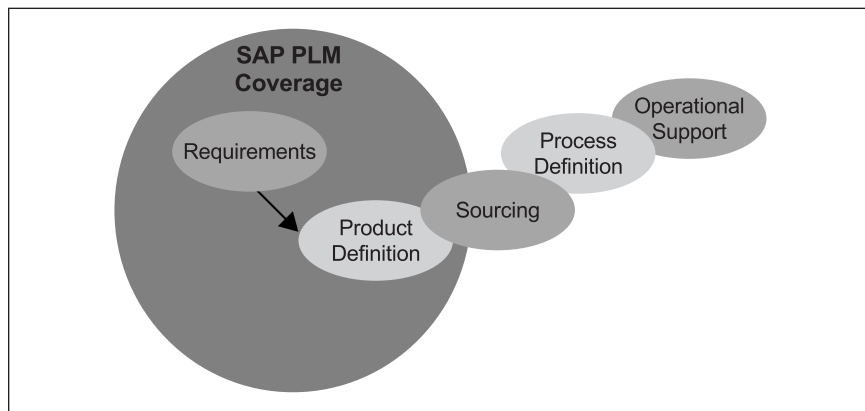 SAP PLM
Coverage
Requirements
Product
Definition
Sourcing
Process
Definition
Operational
Support